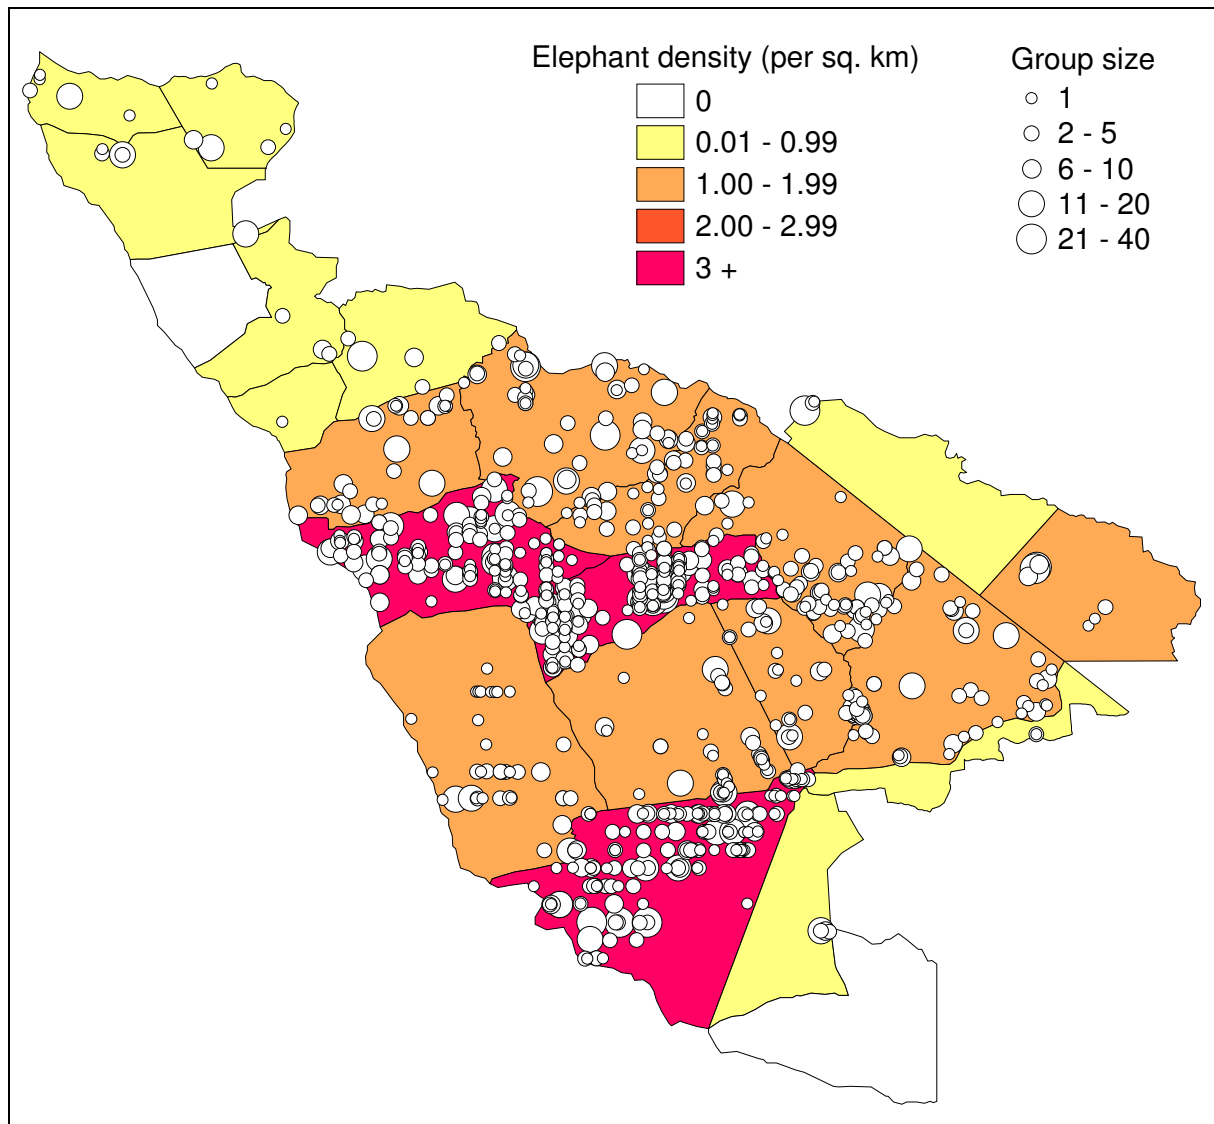 Elephant density (per sq. km)
0
0.01 - 0.99
1.00 - 1.99
2.00 - 2.99
3 +
Group size
1
2 - 5
6 - 10
11 - 20
21 - 40